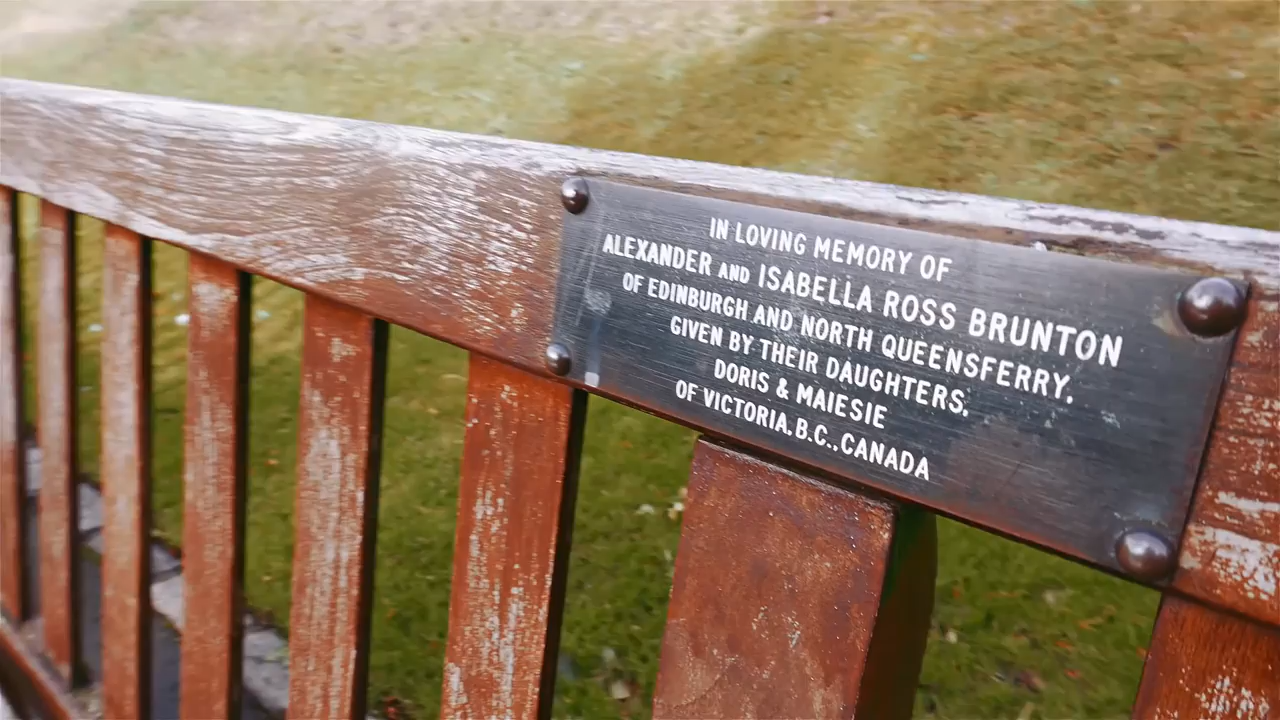 IN LOVING MEMORY OF
ALEXANDER AND ISABELLA ROSS BRUNTON
OF EDINBURGH AND NORTH QUEENSFERRY.
GIVEN BY THEIR DAUGHTERS.
DORIS & MAIESIE
OF VICTORIA. B.C., CANADA